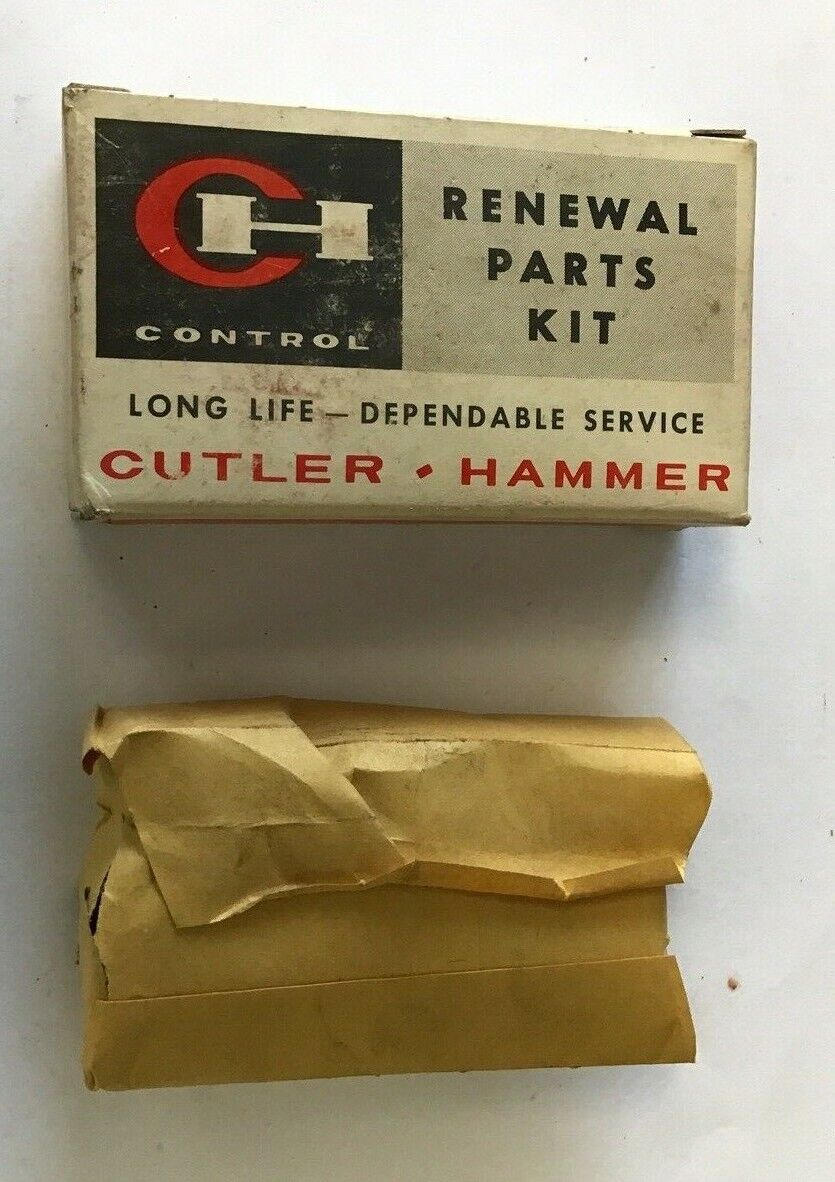 CH
CONTROL
RENEWAL
PARTS
KIT
LONG LIFE — DEPENDABLE SERVICE
CUTLER • HAMMER